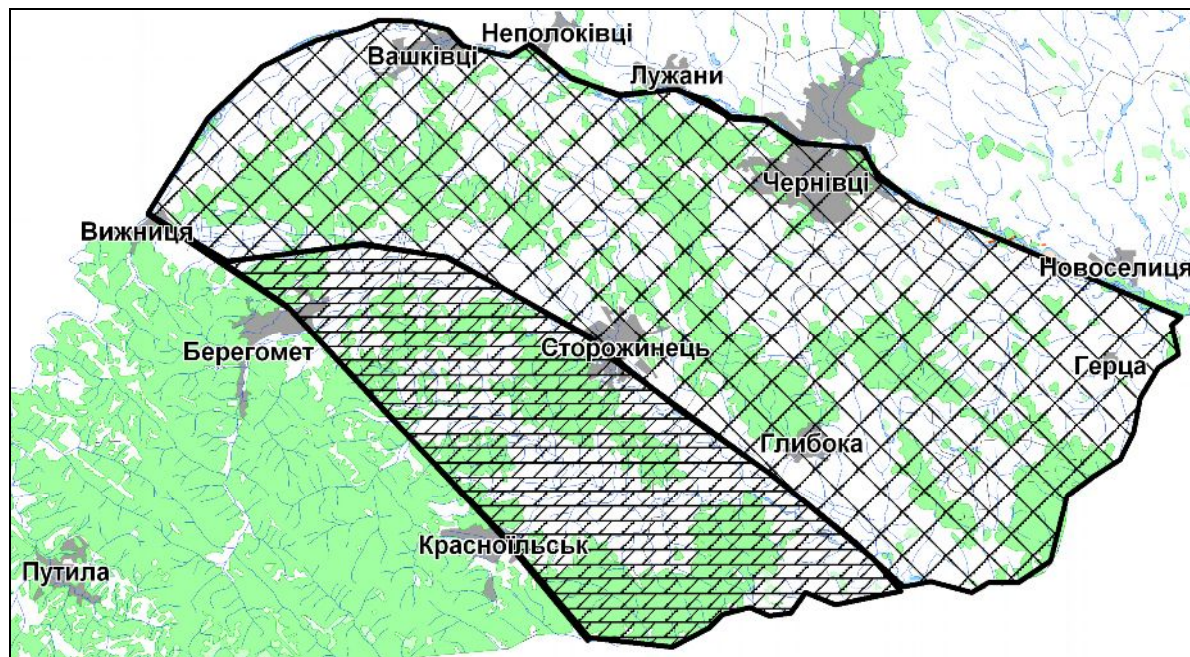 Неполоківці
Вашківці
Лужани
Чернівці
Вижниця
Новоселиця
Берегомет
Сторожинець
Герца
Глибока
Красноїльськ
Путила